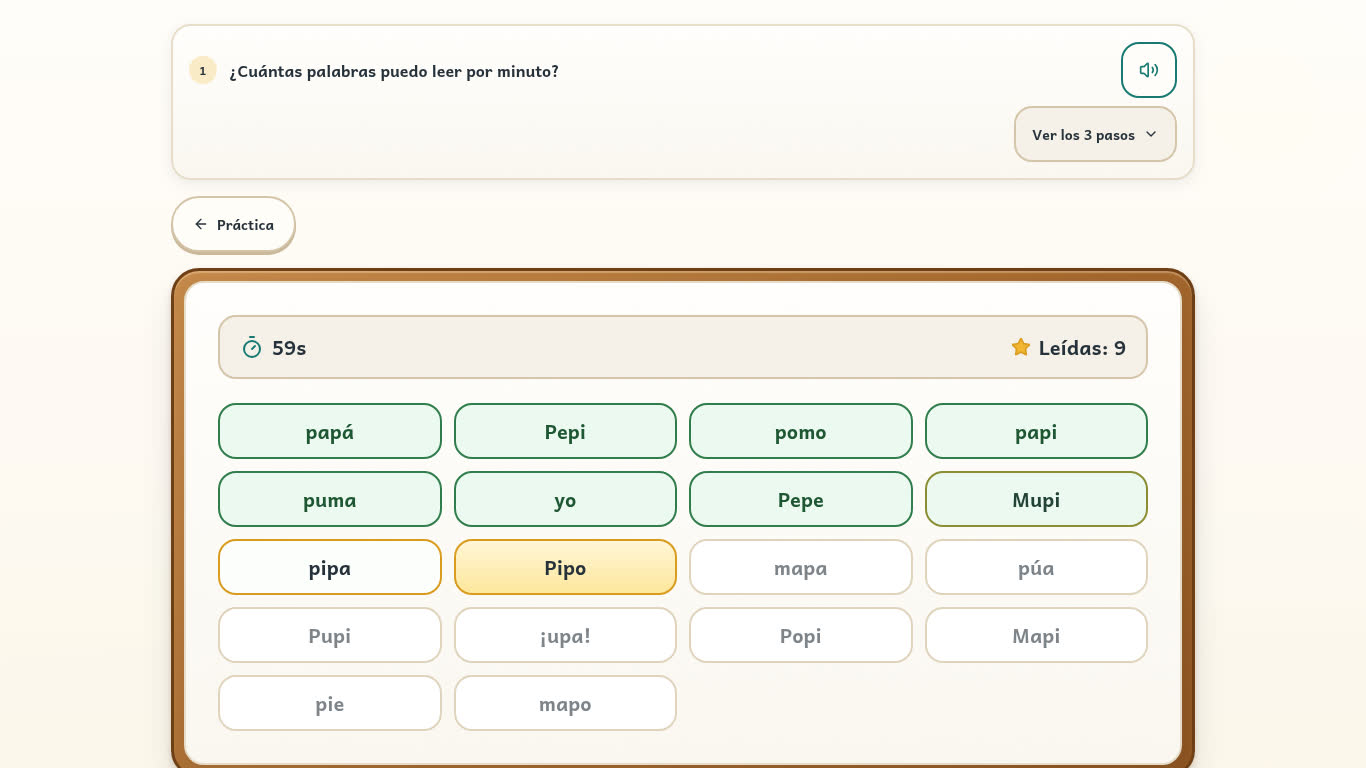 1 ¿Cuántas palabras puedo leer por minuto?
Ver los 3 pasos
Práctica
59s Leídas: 9
papá Pepi pomo papi
puma yo Pepe Mupi
pipa Pipo mapa púa
Pupi ¡upa! Popi Mapi
pie mapo